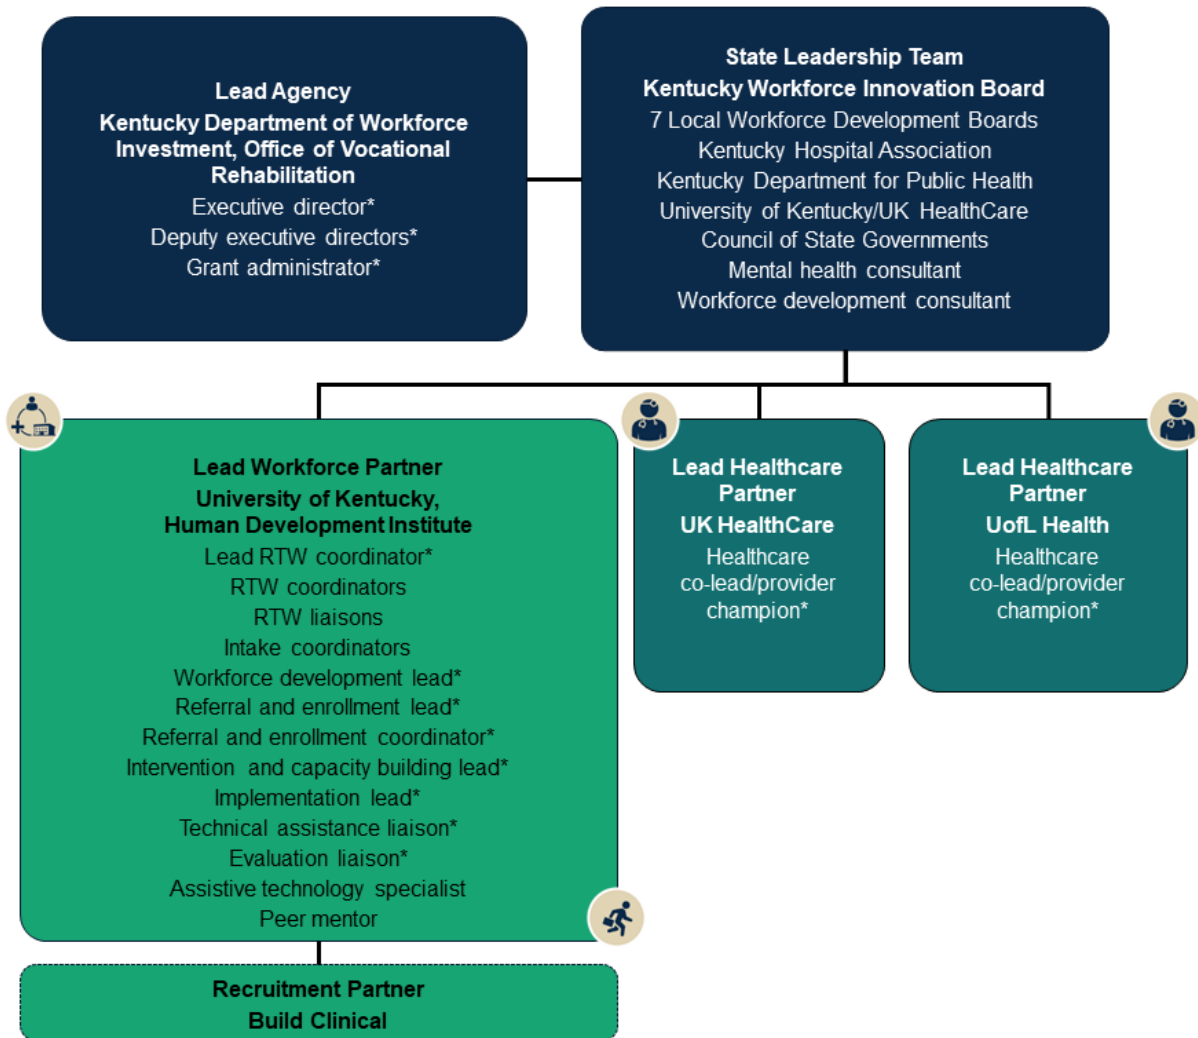 Lead Agency
Kentucky Department of Workforce
Investment, Office of Vocational
Rehabilitation
Executive director*
Deputy executive directors*
Grant administrator*
State Leadership Team
Kentucky Workforce Innovation Board
7 Local Workforce Development Boards
Kentucky Hospital Association
Kentucky Department for Public Health
University of Kentucky/UK HealthCare
Council of State Governments
Mental health consultant
Workforce development consultant
Lead Workforce Partner
University of Kentucky,
Human Development Institute
Lead RTW coordinator*
RTW coordinators
RTW liaisons
Intake coordinators
Workforce development lead*
Referral and enrollment lead*
Referral and enrollment coordinator*
Intervention and capacity building lead*
Implementation lead*
Technical assistance liaison*
Evaluation liaison*
Assistive technology specialist
Peer mentor
Lead Healthcare
Partner
UK HealthCare
Healthcare
co-lead/provider
champion*
Lead Healthcare
Partner
UofL Health
Healthcare
co-lead/provider
champion*
Recruitment Partner
Build Clinical